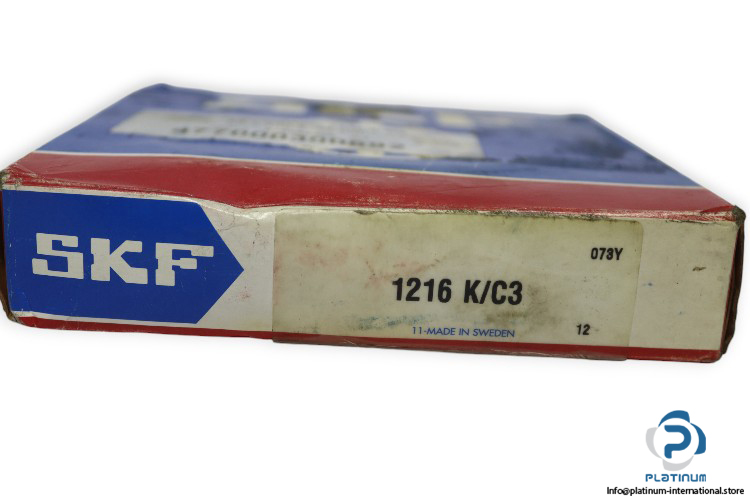 SKF
073Y
1216 K/C3
11-MADE IN SWEDEN
12
PLATINUM
Info@platinum-international.store